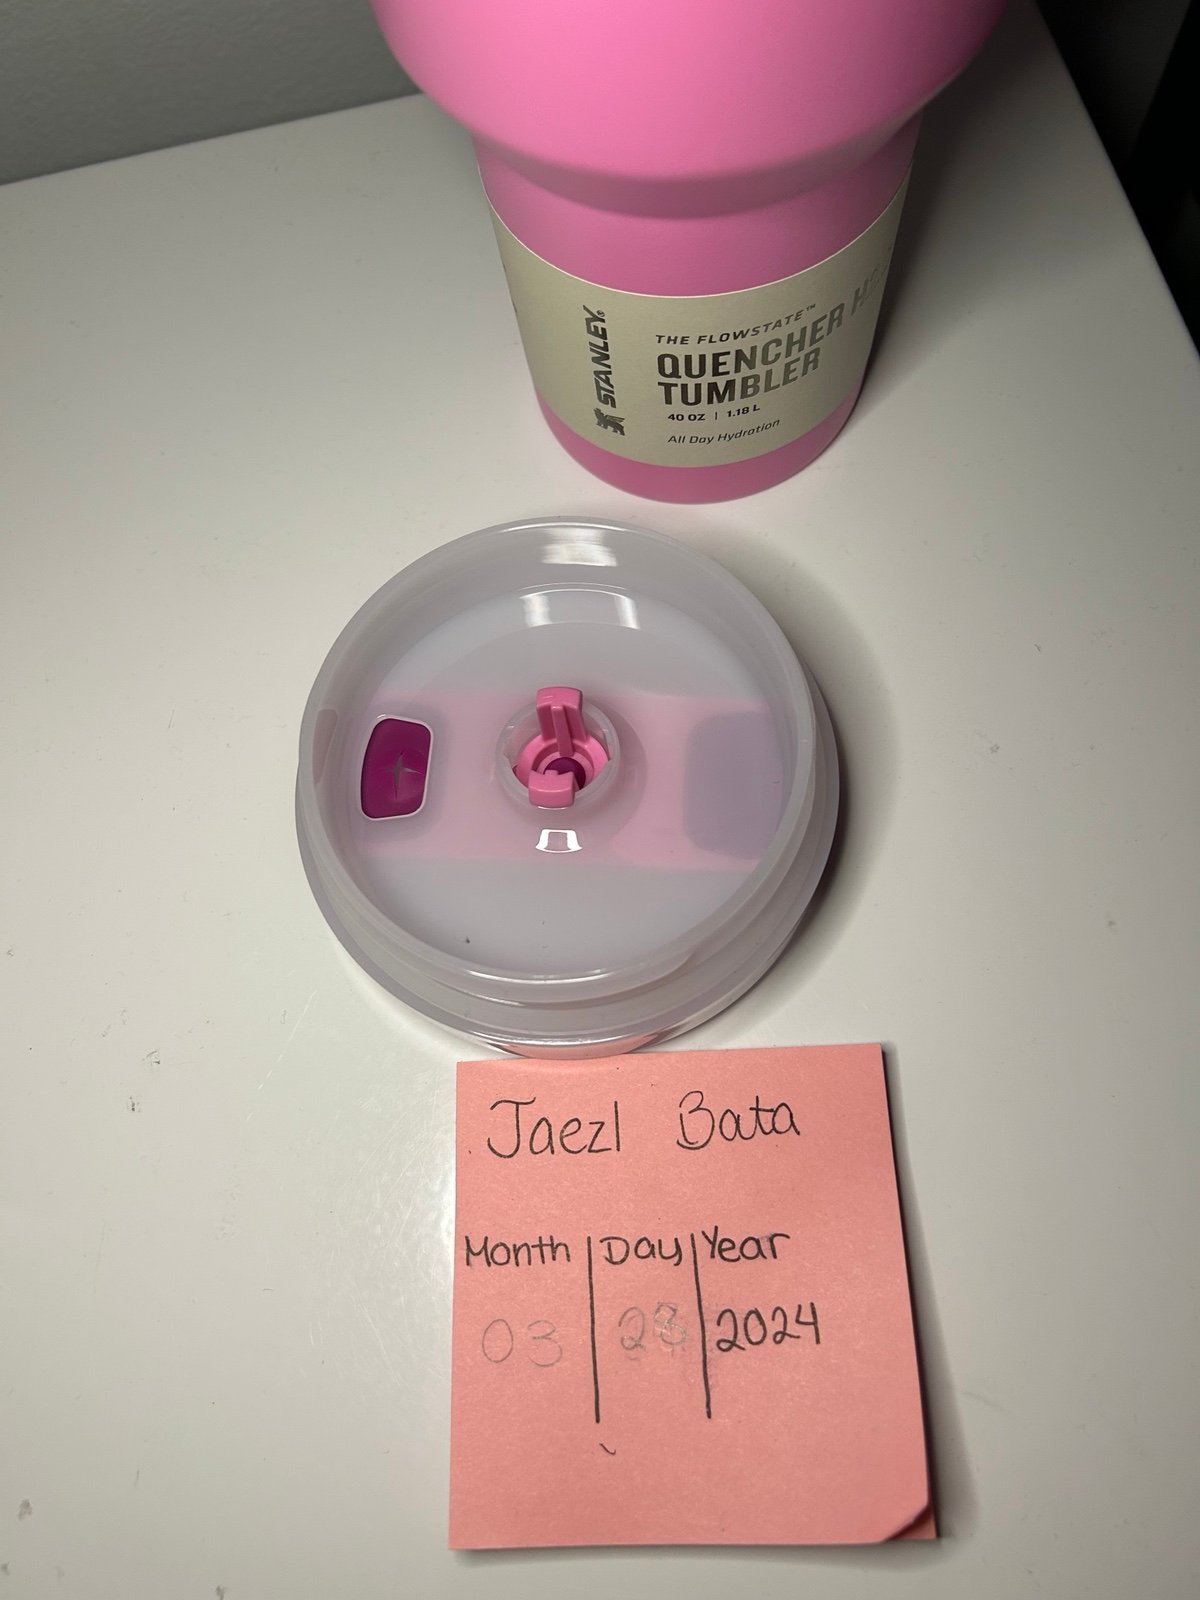 STANLEY
THE FLOWSTATE™
QUENCHER
TUMBLER
40 OZ | 1.18 L
All Day Hydration
Jaezl Bata
Month | Day | Year
03 | | 2024